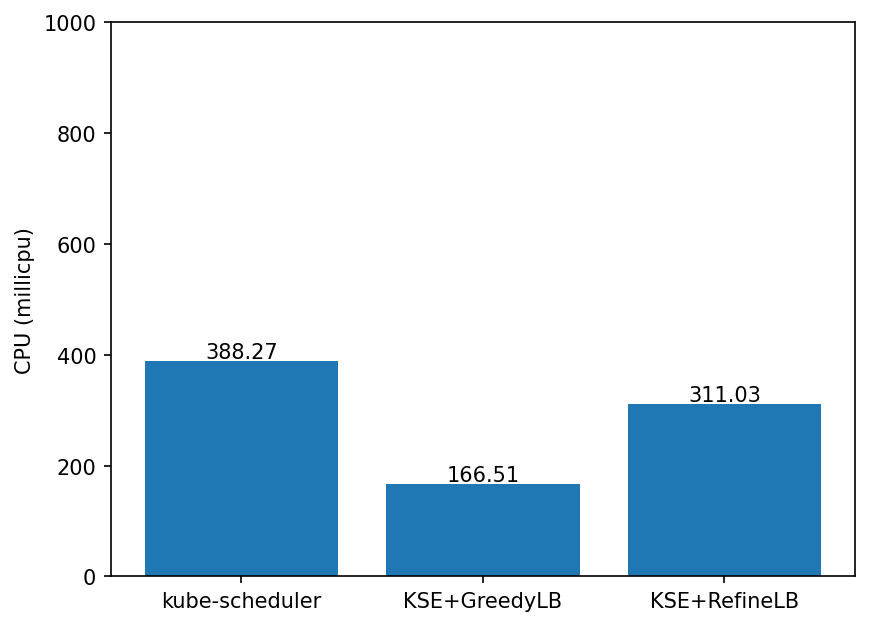 1000
800
600
400
200
0
CPU (millicpu)
388.27
166.51
311.03
kube-scheduler
KSE+GreedyLB
KSE+RefineLB